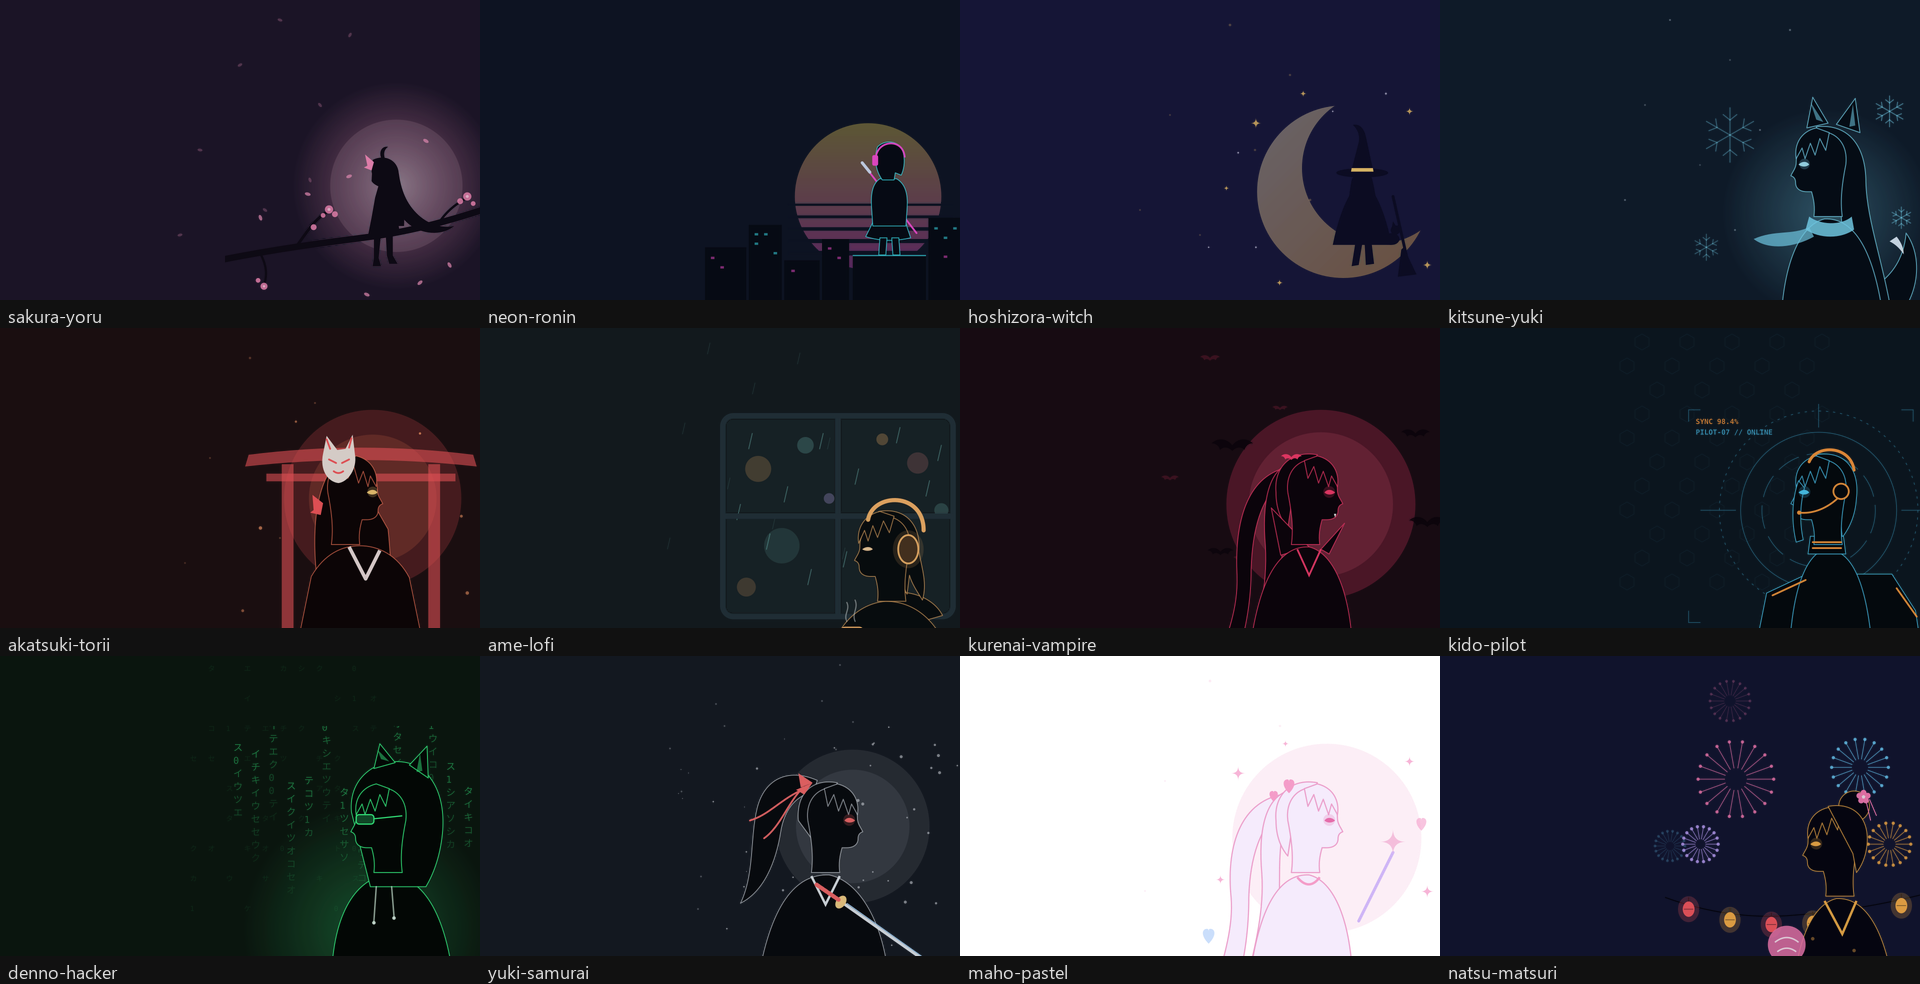 sakura-yoru
neon-ronin
hoshizora-witch
kitsune-yuki
SYNC 98.4%
PILOT-07 // ONLINE
akatsuki-torii
ame-lofi
kurenai-vampire
kido-pilot
denno-hacker
yuki-samurai
maho-pastel
natsu-matsuri